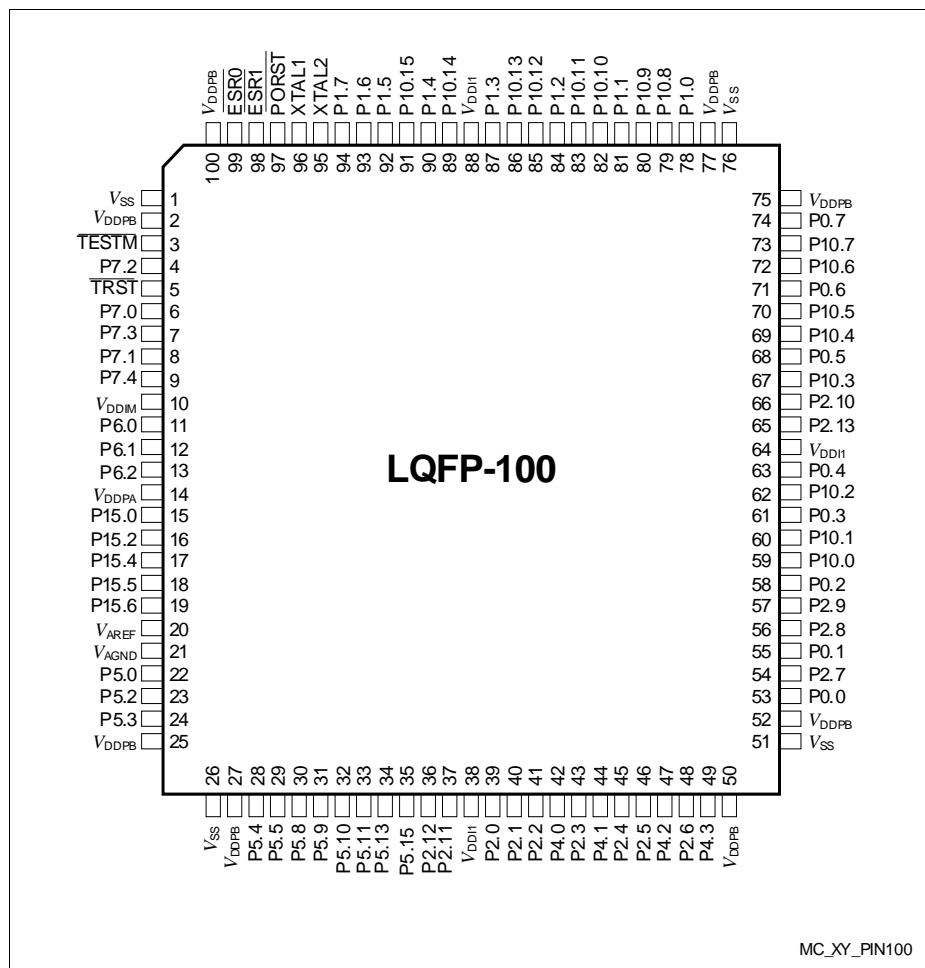 VDDPB
ESR0
ESR1
PORST
XTAL1
XTAL2
P1.7
P1.6
P1.5
P10.15
P1.4
P10.14
VDDI1
P1.3
P10.13
P10.12
P1.2
P10.11
P10.10
P1.1
P10.9
P10.8
P1.0
VDDPB
VSS
100 99 98 97 96 95 94 93 92 91 90 89 88 87 86 85 84 83 82 81 80 79 78 77 76
VSS 1
VDDPB 2
TESTM 3
P7.2 4
TRST 5
P7.0 6
P7.3 7
P7.1 8
P7.4 9
VDDIM 10
P6.0 11
P6.1 12
P6.2 13
VDDPA 14
P15.0 15
P15.2 16
P15.4 17
P15.5 18
P15.6 19
VAREF 20
VAGND 21
P5.0 22
P5.2 23
P5.3 24
VDDPB 25
LQFP-100
75 VDDPB
74 P0.7
73 P10.7
72 P10.6
71 P0.6
70 P10.5
69 P10.4
68 P0.5
67 P10.3
66 P2.10
65 P2.13
64 VDDI1
63 P0.4
62 P10.2
61 P0.3
60 P10.1
59 P10.0
58 P0.2
57 P2.9
56 P2.8
55 P0.1
54 P2.7
53 P0.0
52 VDDPB
51 VSS
26 27 28 29 30 31 32 33 34 35 36 37 38 39 40 41 42 43 44 45 46 47 48 49 50
VSS
VDDPB
P5.4
P5.5
P5.8
P5.9
P5.10
P5.11
P5.13
P5.15
P2.12
P2.11
VDDI1
P2.0
P2.1
P2.2
P4.0
P2.3
P4.1
P2.4
P2.5
P4.2
P2.6
P4.3
VDDPB
MC_XY_PIN100